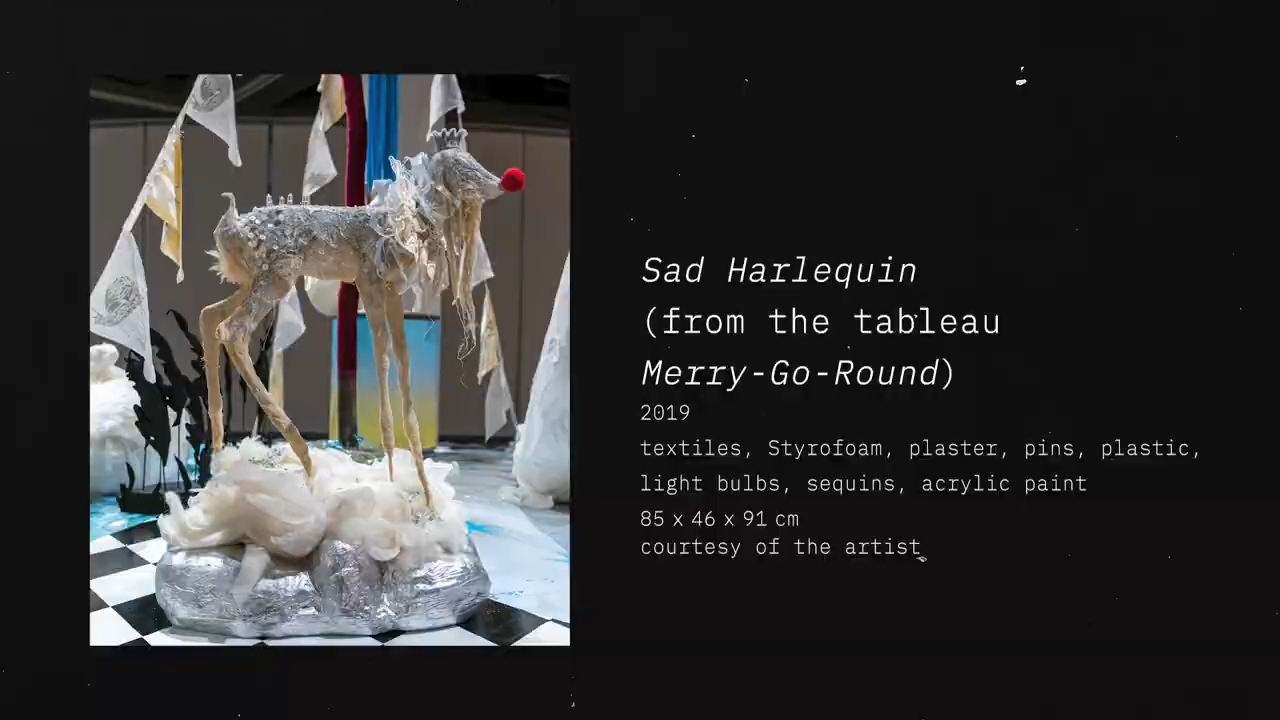 Sad Harlequin
(from the tableau
Merry-Go-Round)
2019
textiles, Styrofoam, plaster, pins, plastic,
light bulbs, sequins, acrylic paint
85 x 46 x 91 cm
courtesy of the artist